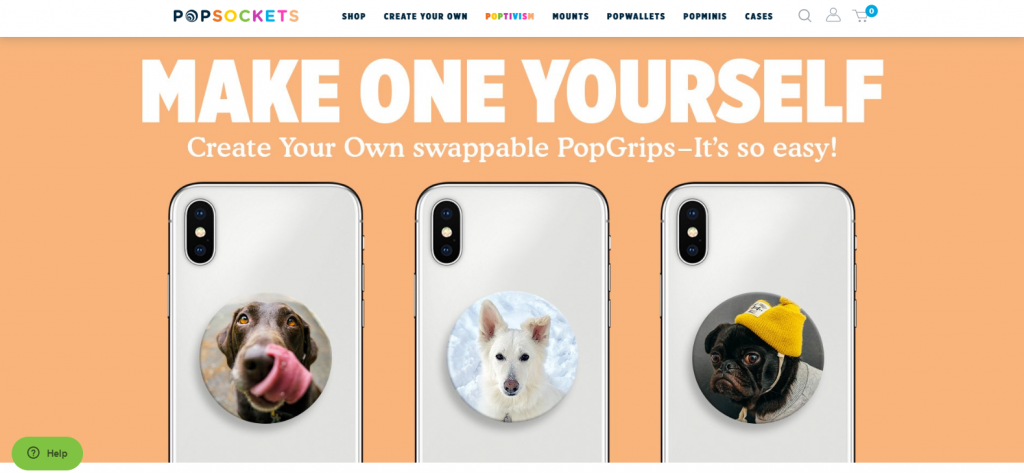 POPSOCKETS SHOP CREATE YOUR OWN POPTIVISM MOUNTS POPWALLETS POPMINIS CASES 0
MAKE ONE YOURSELF
Create Your Own swappable PopGrips–It's so easy!
? Help